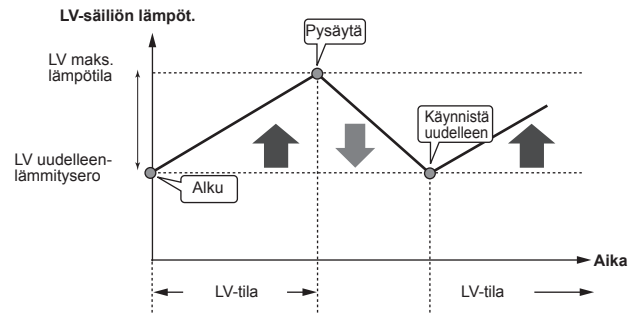 LV-säiliön lämpöt.
Pysäytä
LV maks.
lämpötila
Käynnistä
uudelleen
LV uudelleen-
lämmitysero
Alku
Aika
LV-tila
LV-tila